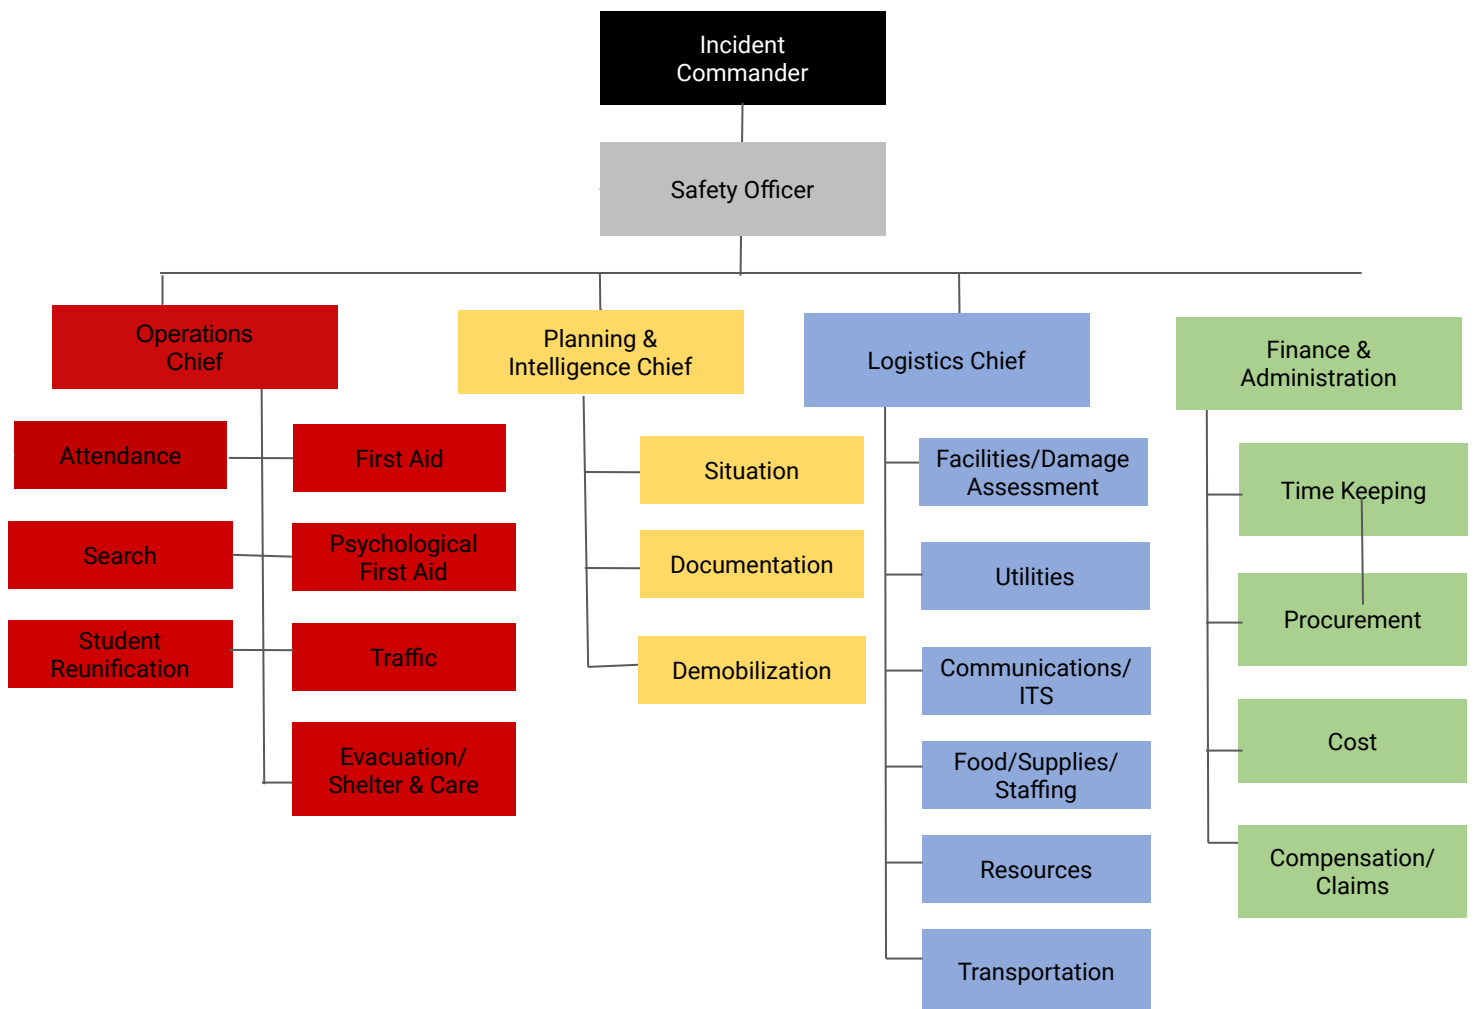 Incident
Commander
Safety Officer
Operations
Chief
Attendance
First Aid
Search
Psychological
First Aid
Student
Reunification
Traffic
Evacuation/
Shelter & Care
Planning &
Intelligence Chief
Situation
Documentation
Demobilization
Logistics Chief
Facilities/Damage
Assessment
Utilities
Communications/
ITS
Food/Supplies/
Staffing
Resources
Transportation
Finance &
Administration
Time Keeping
Procurement
Cost
Compensation/
Claims